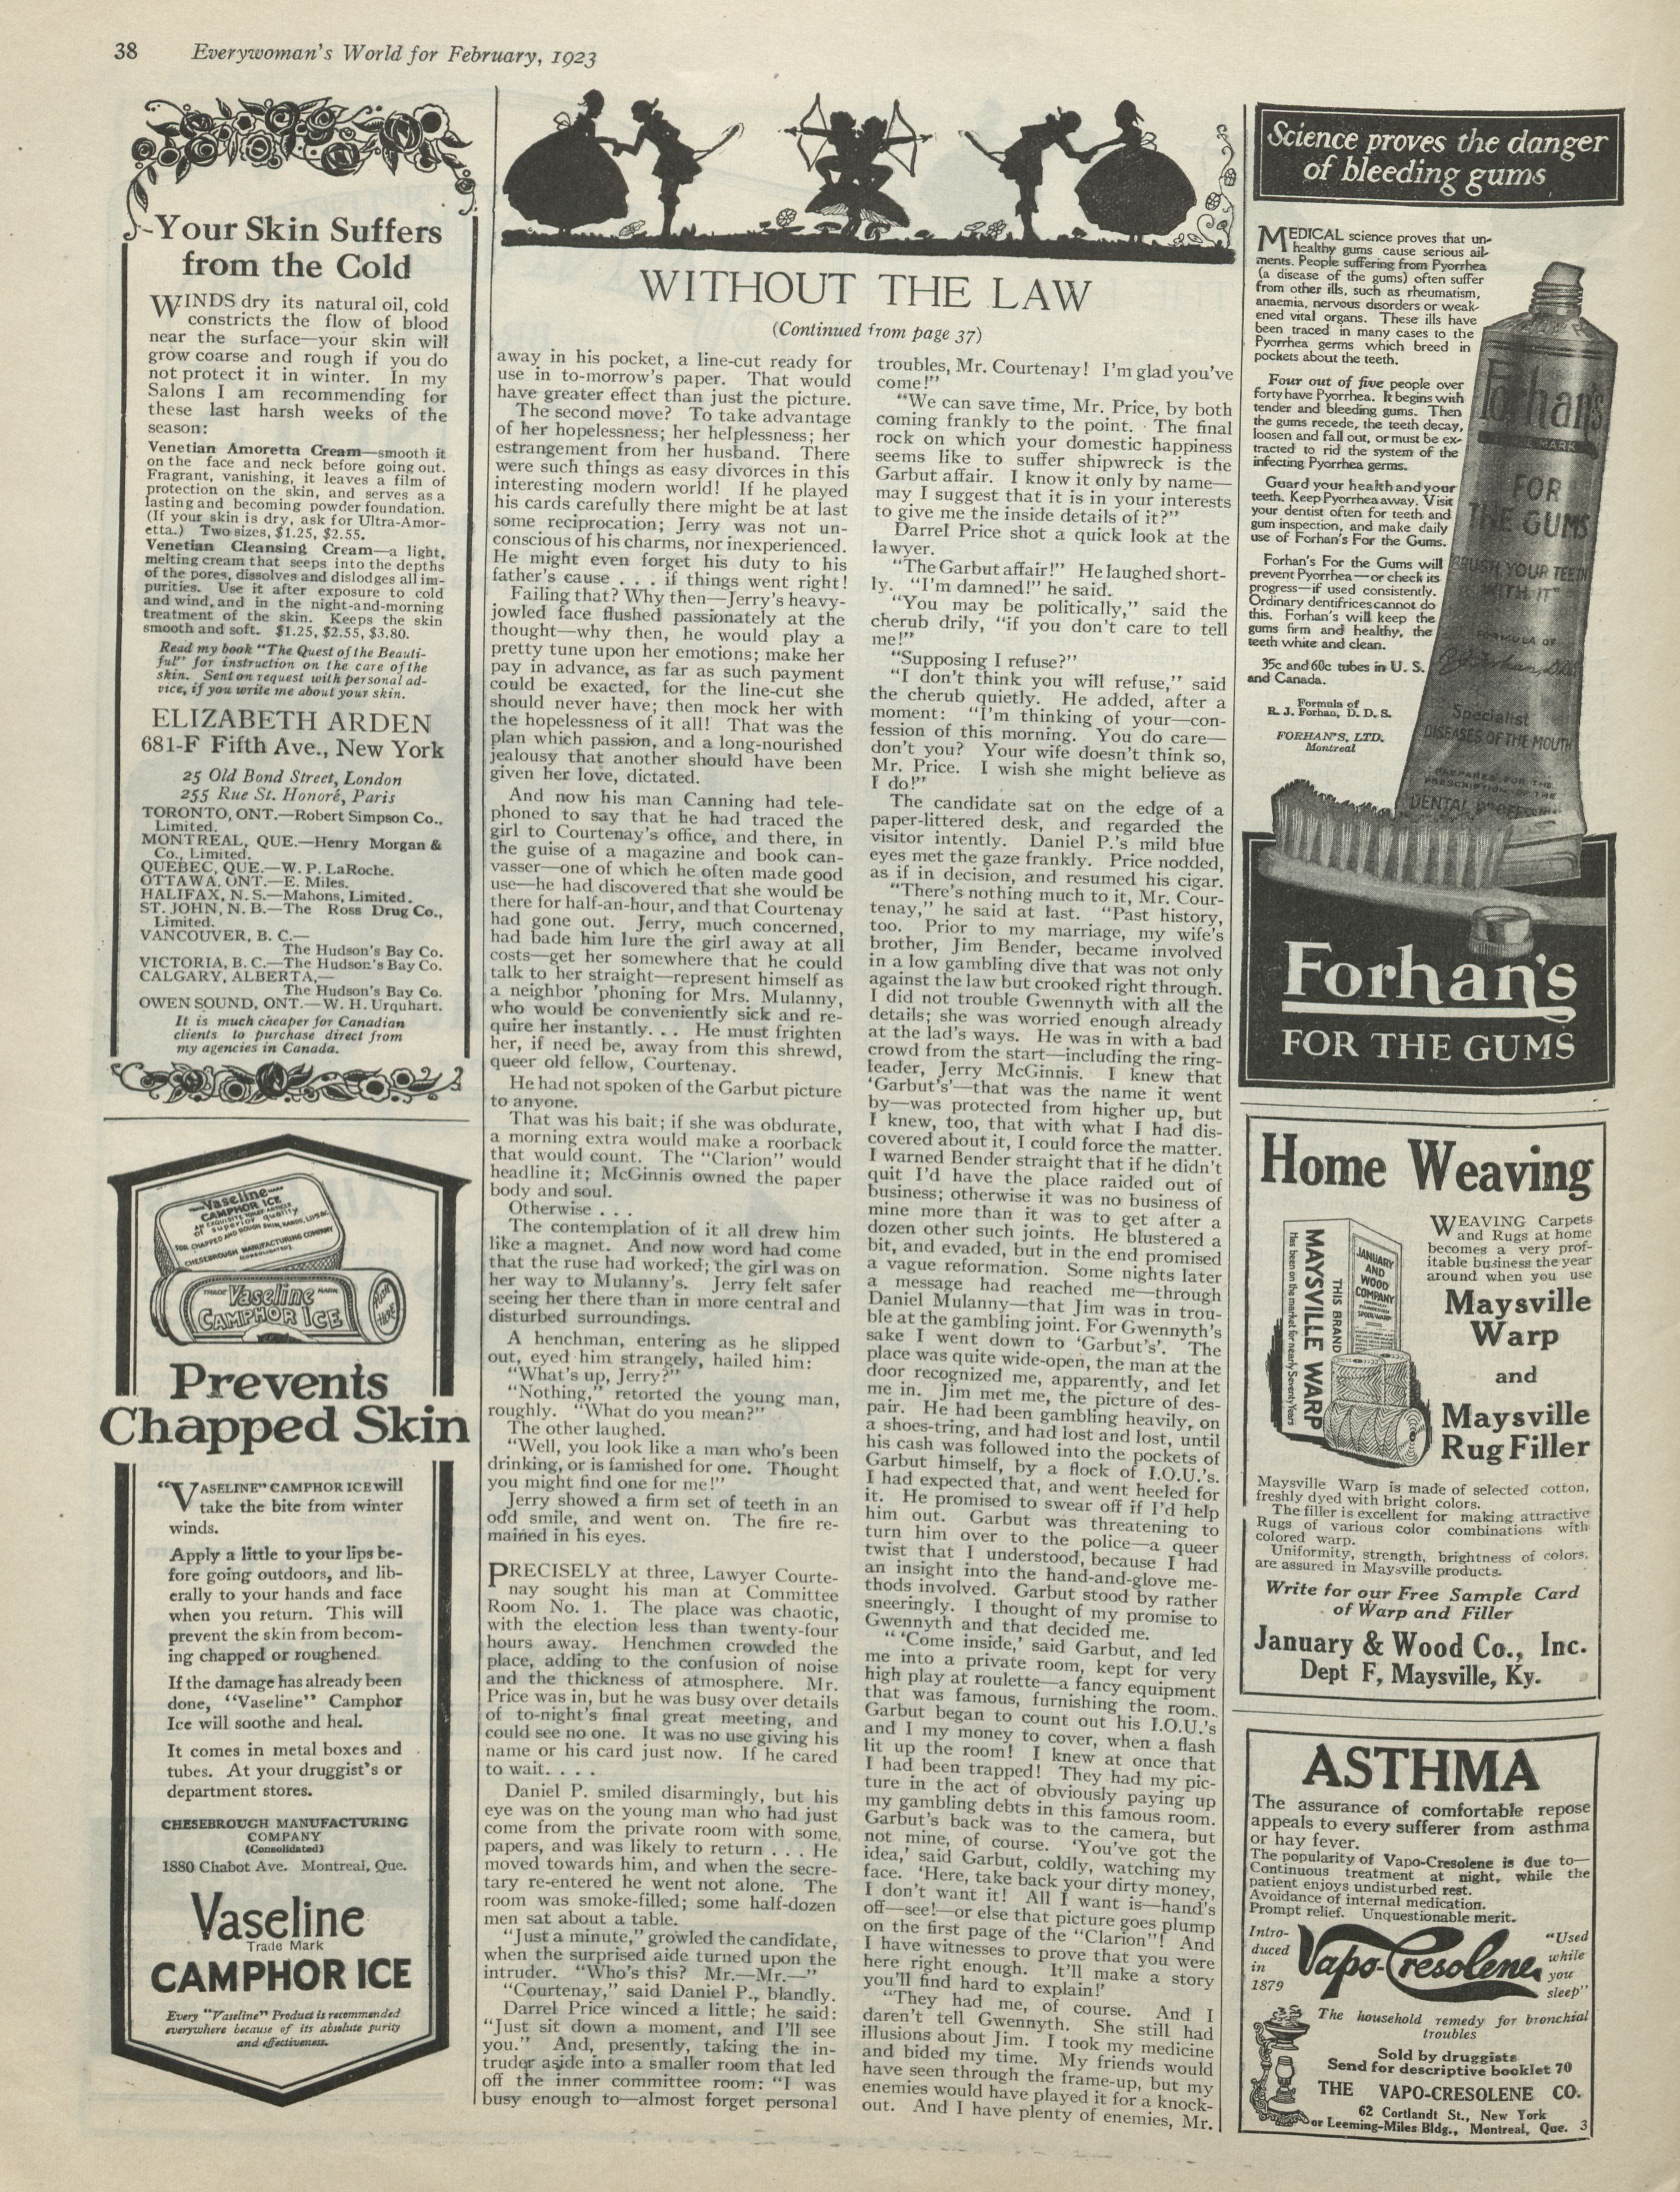 38 Everywoman's World for February, 1923
Your Skin Suffers
from the Cold
WINDS dry its natural oil, cold
constricts the flow of blood
near the surface—your skin will
grow coarse and rough if you do
not protect it in winter. In my
Salons I am recommending for
these last harsh weeks of the
season:
Venetian Amoretta Cream—smooth it
on the face and neck before going out.
Fragrant, vanishing, it leaves a film of
protection on the skin, and serves as a
lasting and becoming powder foundation.
(If your skin is dry, ask for Ultra-Amor-
etta.) Two sizes, $1.25, $2.55.
Venetian Cleansing Cream—a light,
melting cream that seeps into the depths
of the pores, dissolves and dislodges all im-
purities. Use it after exposure to cold
and wind, and in the night-and-morning
treatment of the skin. Keeps the skin
smooth and soft. $1.25, $2.55, $3.80.
Read my book "The Quest of the Beauti-
ful" for instruction on the care of the
skin. Sent on request with personal ad-
vice, if you write me about your skin.
ELIZABETH ARDEN
681-F Fifth Ave., New York
25 Old Bond Street, London
255 Rue St. Honoré, Paris
TORONTO, ONT.—Robert Simpson Co.,
Limited.
MONTREAL, QUE.—Henry Morgan &
Co., Limited.
QUEBEC, QUE.—W. P. LaRoche.
OTTAWA, ONT.—E. Miles.
HALIFAX, N. S.—Mahons, Limited.
ST. JOHN, N. B.—The Ross Drug Co.,
Limited.
VANCOUVER, B. C.—
The Hudson's Bay Co.
VICTORIA, B. C.—The Hudson's Bay Co.
CALGARY, ALBERTA,—
The Hudson's Bay Co.
OWEN SOUND, ONT.—W. H. Urquhart.
It is much cheaper for Canadian
clients to purchase direct from
my agencies in Canada.
Vaseline
CAMPHOR ICE
AN EXQUISITE TOILET ARTICLE
of superior quality
FOR CHAPPED AND ROUGH SKIN, HANDS, LIPS &C.
CHESEBROUGH MANUFACTURING COMPANY
(CONSOLIDATED)
TRADE MARK
Vaseline
CAMPHOR ICE
PUSH HERE
Prevents
Chapped Skin
"VASELINE" CAMPHOR ICE will
take the bite from winter
winds.
Apply a little to your lips be-
fore going outdoors, and lib-
erally to your hands and face
when you return. This will
prevent the skin from becom-
ing chapped or roughened.
If the damage has already been
done, "Vaseline" Camphor
Ice will soothe and heal.
It comes in metal boxes and
tubes. At your druggist's or
department stores.
CHESEBROUGH MANUFACTURING
COMPANY
(Consolidated)
1880 Chabot Ave. Montreal, Que.
Vaseline
Trade Mark
CAMPHOR ICE
Every "Vaseline" Product is recommended
everywhere because of its absolute purity
and effectiveness.
WITHOUT THE LAW
(Continued from page 37)
away in his pocket, a line-cut ready for
use in to-morrow's paper. That would
have greater effect than just the picture.
The second move? To take advantage
of her hopelessness; her helplessness; her
estrangement from her husband. There
were such things as easy divorces in this
interesting modern world! If he played
his cards carefully there might be at last
some reciprocation; Jerry was not un-
conscious of his charms, nor inexperienced.
He might even forget his duty to his
father's cause . . . if things went right!
Failing that? Why then—Jerry's heavy-
jowled face flushed passionately at the
thought—why then, he would play a
pretty tune upon her emotions; make her
pay in advance, as far as such payment
could be exacted, for the line-cut she
should never have; then mock her with
the hopelessness of it all! That was the
plan which passion, and a long-nourished
jealousy that another should have been
given her love, dictated.
And now his man Canning had tele-
phoned to say that he had traced the
girl to Courtenay's office, and there, in
the guise of a magazine and book can-
vasser—one of which he often made good
use—he had discovered that she would be
there for half-an-hour, and that Courtenay
had gone out. Jerry, much concerned,
had bade him lure the girl away at all
costs—get her somewhere that he could
talk to her straight—represent himself as
a neighbor 'phoning for Mrs. Mulanny,
who would be conveniently sick and re-
quire her instantly. . . He must frighten
her, if need be, away from this shrewd,
queer old fellow, Courtenay.
He had not spoken of the Garbut picture
to anyone.
That was his bait; if she was obdurate,
a morning extra would make a roorback
that would count. The "Clarion" would
headline it; McGinnis owned the paper
body and soul.
Otherwise . . .
The contemplation of it all drew him
like a magnet. And now word had come
that the ruse had worked; the girl was on
her way to Mulanny's. Jerry felt safer
seeing her there than in more central and
disturbed surroundings.
A henchman, entering as he slipped
out, eyed him strangely, hailed him:
"What's up, Jerry?"
"Nothing," retorted the young man,
roughly. "What do you mean?"
The other laughed.
"Well, you look like a man who's been
drinking, or is famished for one. Thought
you might find one for me!"
Jerry showed a firm set of teeth in an
odd smile, and went on. The fire re-
mained in his eyes.
PRECISELY at three, Lawyer Courte-
nay sought his man at Committee
Room No. 1. The place was chaotic,
with the election less than twenty-four
hours away. Henchmen crowded the
place, adding to the confusion of noise
and the thickness of atmosphere. Mr.
Price was in, but he was busy over details
of to-night's final great meeting, and
could see no one. It was no use giving his
name or his card just now. If he cared
to wait. . . .
Daniel P. smiled disarmingly, but his
eye was on the young man who had just
come from the private room with some
papers, and was likely to return . . . He
moved towards him, and when the secre-
tary re-entered he went not alone. The
room was smoke-filled; some half-dozen
men sat about a table.
"Just a minute," growled the candidate,
when the surprised aide turned upon the
intruder. "Who's this? Mr.—Mr.—"
"Courtenay," said Daniel P., blandly.
Darrel Price winced a little; he said:
"Just sit down a moment, and I'll see
you." And, presently, taking the in-
truder aside into a smaller room that led
off the inner committee room: "I was
busy enough to—almost forget personal
troubles, Mr. Courtenay! I'm glad you've
come!"
"We can save time, Mr. Price, by both
coming frankly to the point. The final
rock on which your domestic happiness
seems like to suffer shipwreck is the
Garbut affair. I know it only by name—
may I suggest that it is in your interests
to give me the inside details of it?"
Darrel Price shot a quick look at the
lawyer.
"The Garbut affair!" He laughed short-
ly. "I'm damned!" he said.
"You may be politically," said the
cherub drily, "if you don't care to tell
me!"
"Supposing I refuse?"
"I don't think you will refuse," said
the cherub quietly. He added, after a
moment: "I'm thinking of your—con-
fession of this morning. You do care—
don't you? Your wife doesn't think so,
Mr. Price. I wish she might believe as
I do!"
The candidate sat on the edge of a
paper-littered desk, and regarded the
visitor intently. Daniel P.'s mild blue
eyes met the gaze frankly. Price nodded,
as if in decision, and resumed his cigar.
"There's nothing much to it, Mr. Cour-
tenay," he said at last. "Past history,
too. Prior to my marriage, my wife's
brother, Jim Bender, became involved
in a low gambling dive that was not only
against the law but crooked right through.
I did not trouble Gwennyth with all the
details; she was worried enough already
at the lad's ways. He was in with a bad
crowd from the start—including the ring-
leader, Jerry McGinnis. I knew that
'Garbut's'—that was the name it went
by—was protected from higher up, but
I knew, too, that with what I had dis-
covered about it, I could force the matter.
I warned Bender straight that if he didn't
quit I'd have the place raided out of
business; otherwise it was no business of
mine more than it was to get after a
dozen other such joints. He blustered a
bit, and evaded, but in the end promised
a vague reformation. Some nights later
a message had reached me—through
Daniel Mulanny—that Jim was in trou-
ble at the gambling joint. For Gwennyth's
sake I went down to 'Garbut's'. The
place was quite wide-open, the man at the
door recognized me, apparently, and let
me in. Jim met me, the picture of des-
pair. He had been gambling heavily, on
a shoes-tring, and had lost and lost, until
his cash was followed into the pockets of
Garbut himself, by a flock of I.O.U.'s.
I had expected that, and went heeled for
it. He promised to swear off if I'd help
him out. Garbut was threatening to
turn him over to the police—a queer
twist that I understood, because I had
an insight into the hand-and-glove me-
thods involved. Garbut stood by rather
sneeringly. I thought of my promise to
Gwennyth and that decided me.
" 'Come inside,' said Garbut, and led
me into a private room, kept for very
high play at roulette—a fancy equipment
that was famous, furnishing the room.
Garbut began to count out his I.O.U.'s
and I my money to cover, when a flash
lit up the room! I knew at once that
I had been trapped! They had my pic-
ture in the act of obviously paying up
my gambling debts in this famous room.
Garbut's back was to the camera, but
not mine, of course. 'You've got the
idea,' said Garbut, coldly, watching my
face. 'Here, take back your dirty money,
I don't want it! All I want is—hand's
off—see!—or else that picture goes plump
on the first page of the "Clarion"! And
I have witnesses to prove that you were
here right enough. It'll make a story
you'll find hard to explain!'
"They had me, of course. And I
daren't tell Gwennyth. She still had
illusions about Jim. I took my medicine
and bided my time. My friends would
have seen through the frame-up, but my
enemies would have played it for a knock-
out. And I have plenty of enemies, Mr.
Science proves the danger
of bleeding gums
MEDICAL science proves that un-
healthy gums cause serious ail-
ments. People suffering from Pyorrhea
(a disease of the gums) often suffer
from other ills, such as rheumatism,
anaemia, nervous disorders or weak-
ened vital organs. These ills have
been traced in many cases to the
Pyorrhea germs which breed in
pockets about the teeth.
Four out of five people over
forty have Pyorrhea. It begins with
tender and bleeding gums. Then
the gums recede, the teeth decay,
loosen and fall out, or must be ex-
tracted to rid the system of the
infecting Pyorrhea germs.
Guard your health and your
teeth. Keep Pyorrhea away. Visit
your dentist often for teeth and
gum inspection, and make daily
use of Forhan's For the Gums.
Forhan's For the Gums will
prevent Pyorrhea—or check its
progress—if used consistently.
Ordinary dentifrices cannot do
this. Forhan's will keep the
gums firm and healthy, the
teeth white and clean.
35c and 60c tubes in U. S.
and Canada.
Formula of
R. J. Forhan, D. D. S.
FORHAN'S, LTD.
Montreal
Forhan's
MARK
FOR
THE GUMS
BRUSH YOUR TEETH
WITH IT"
FORMULA OF
Specialist
DISEASES OF THE MOUTH
PREPARED FOR THE
PRESCRIPTION OF THE
DENTAL PROFESSION
Forhan's
FOR THE GUMS
Home Weaving
MAYSVILLE WARP
Has been on the market for nearly Seventy Years
THIS BRAND
JANUARY
AND
WOOD
COMPANY
WEAVING Carpets
and Rugs at home
becomes a very prof-
itable business the year
around when you use
Maysville
Warp
and
Maysville
Rug Filler
Maysville Warp is made of selected cotton,
freshly dyed with bright colors.
The filler is excellent for making attractive
Rugs of various color combinations with
colored warp.
Uniformity, strength, brightness of colors,
are assured in Maysville products.
Write for our Free Sample Card
of Warp and Filler
January & Wood Co., Inc.
Dept F, Maysville, Ky.
ASTHMA
The assurance of comfortable repose
appeals to every sufferer from asthma
or hay fever.
The popularity of Vapo-Cresolene is due to—
Continuous treatment at night, while the
patient enjoys undisturbed rest.
Avoidance of internal medication.
Prompt relief. Unquestionable merit.
Intro-
duced
in
1879
Vapo-Cresolene
"Used
while
you
sleep"
The household remedy for bronchial
troubles
Sold by druggists
Send for descriptive booklet 70
THE VAPO-CRESOLENE CO.
62 Cortlandt St., New York
or Leeming-Miles Bldg., Montreal, Que. 3